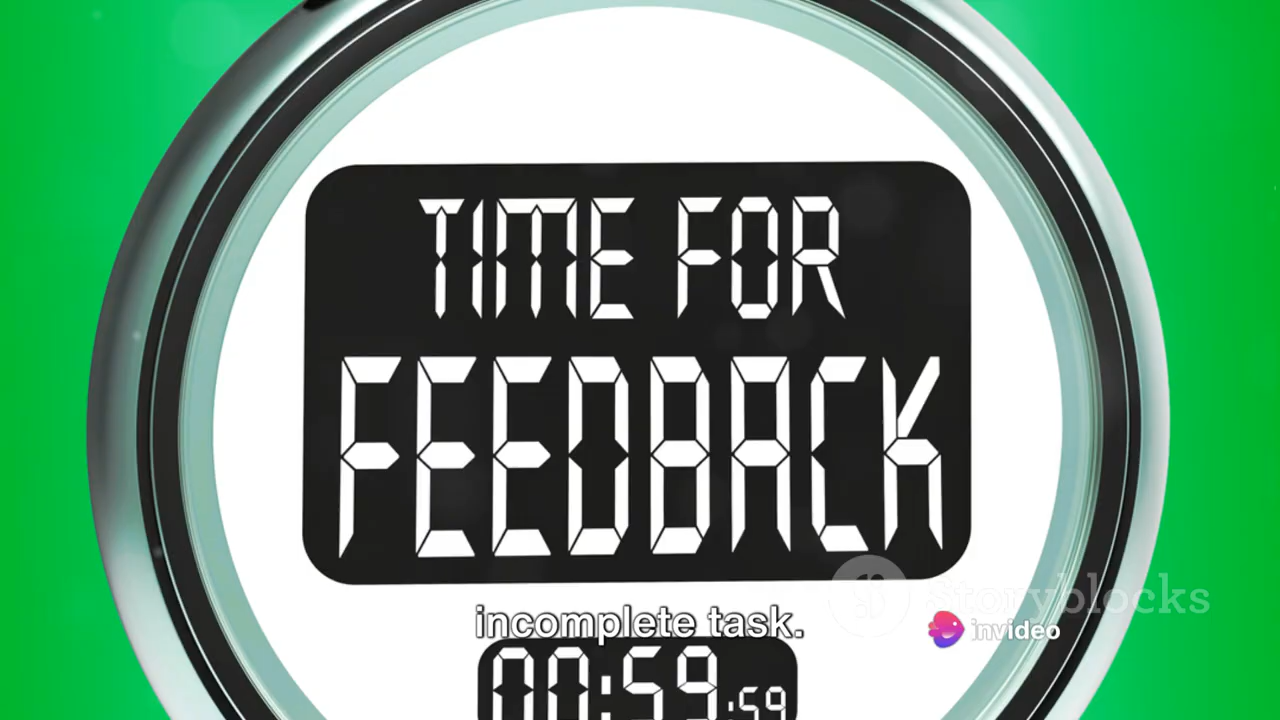 TIME FOR
FEEDBACK
Storyblocks
incomplete task.
invideo
00:59:59